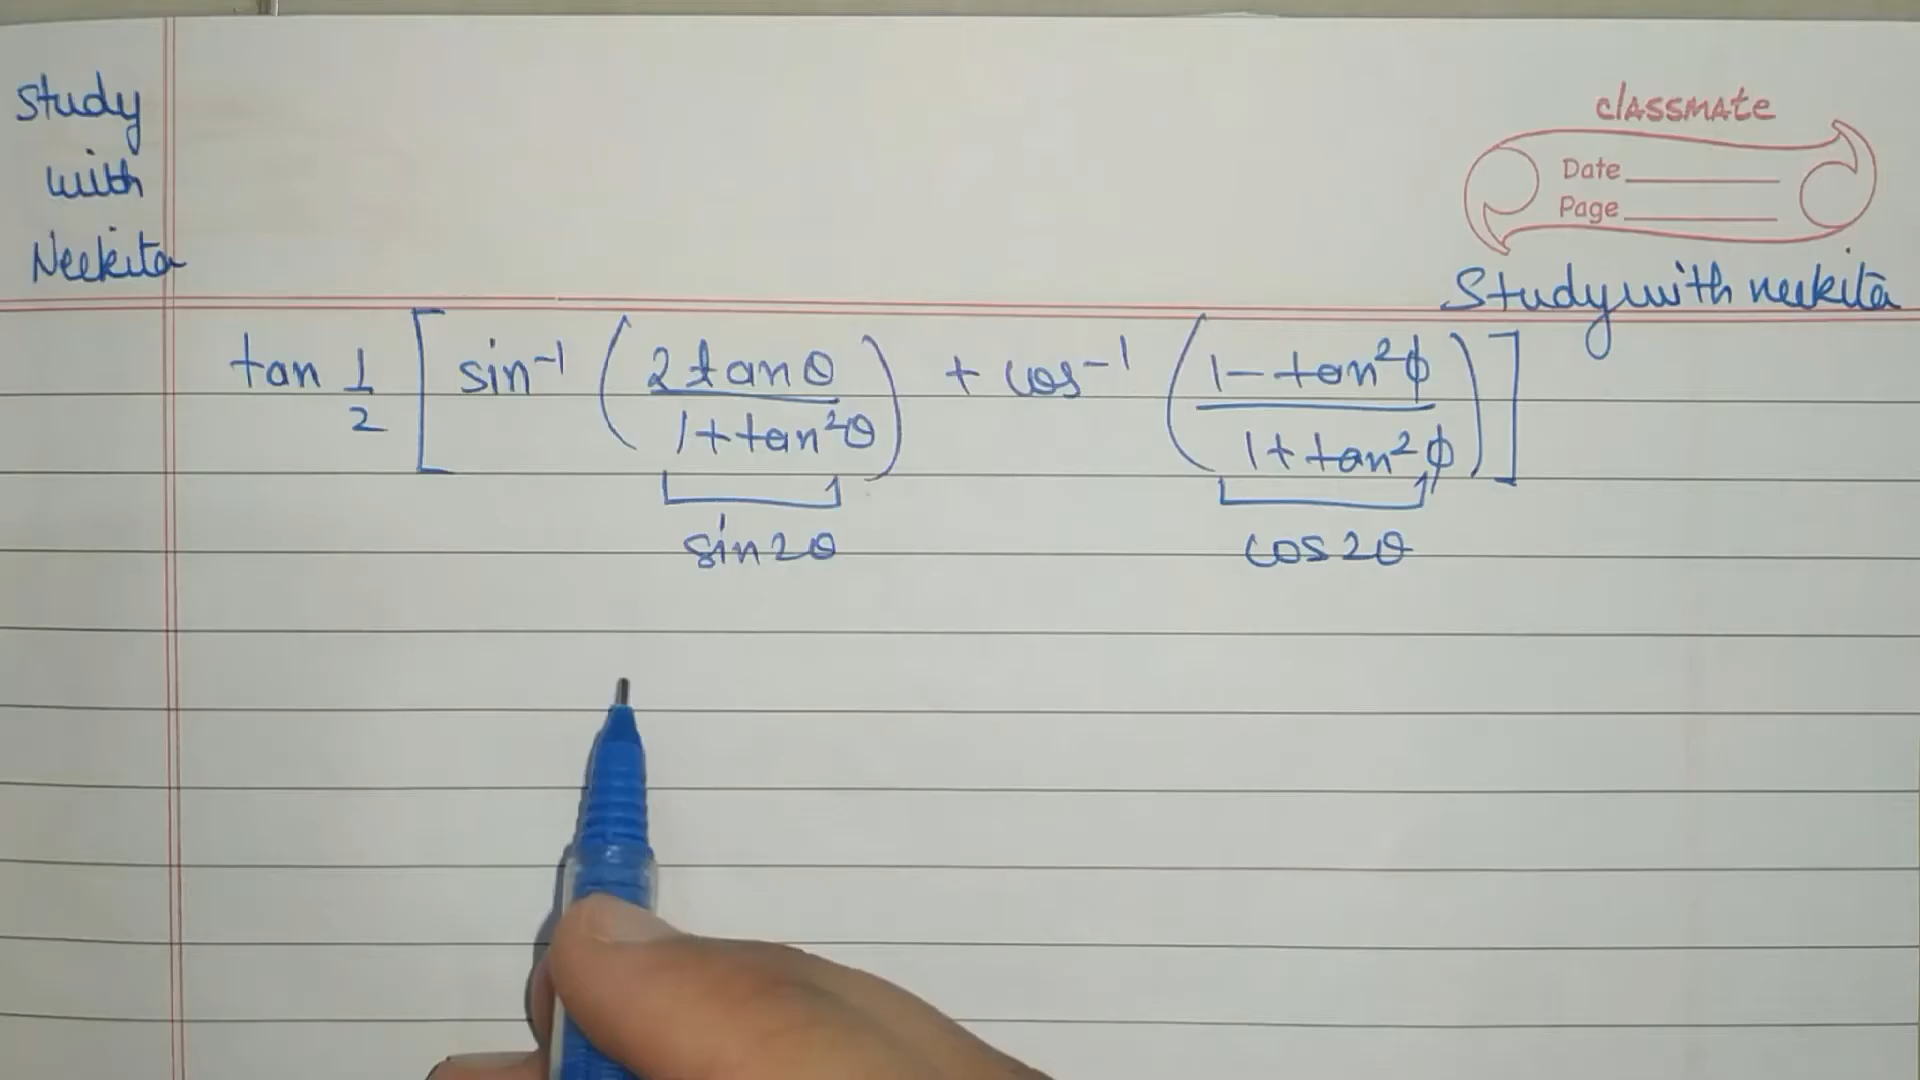 Study
with
Neekita
classmate
Date
Page
Study with neekita
tan 1/2 [ sin⁻¹ ( 2tanθ / 1+tan²θ ) + cos⁻¹ ( 1-tan²ϕ / 1+tan²ϕ ) ]
sin2θ cos2θ